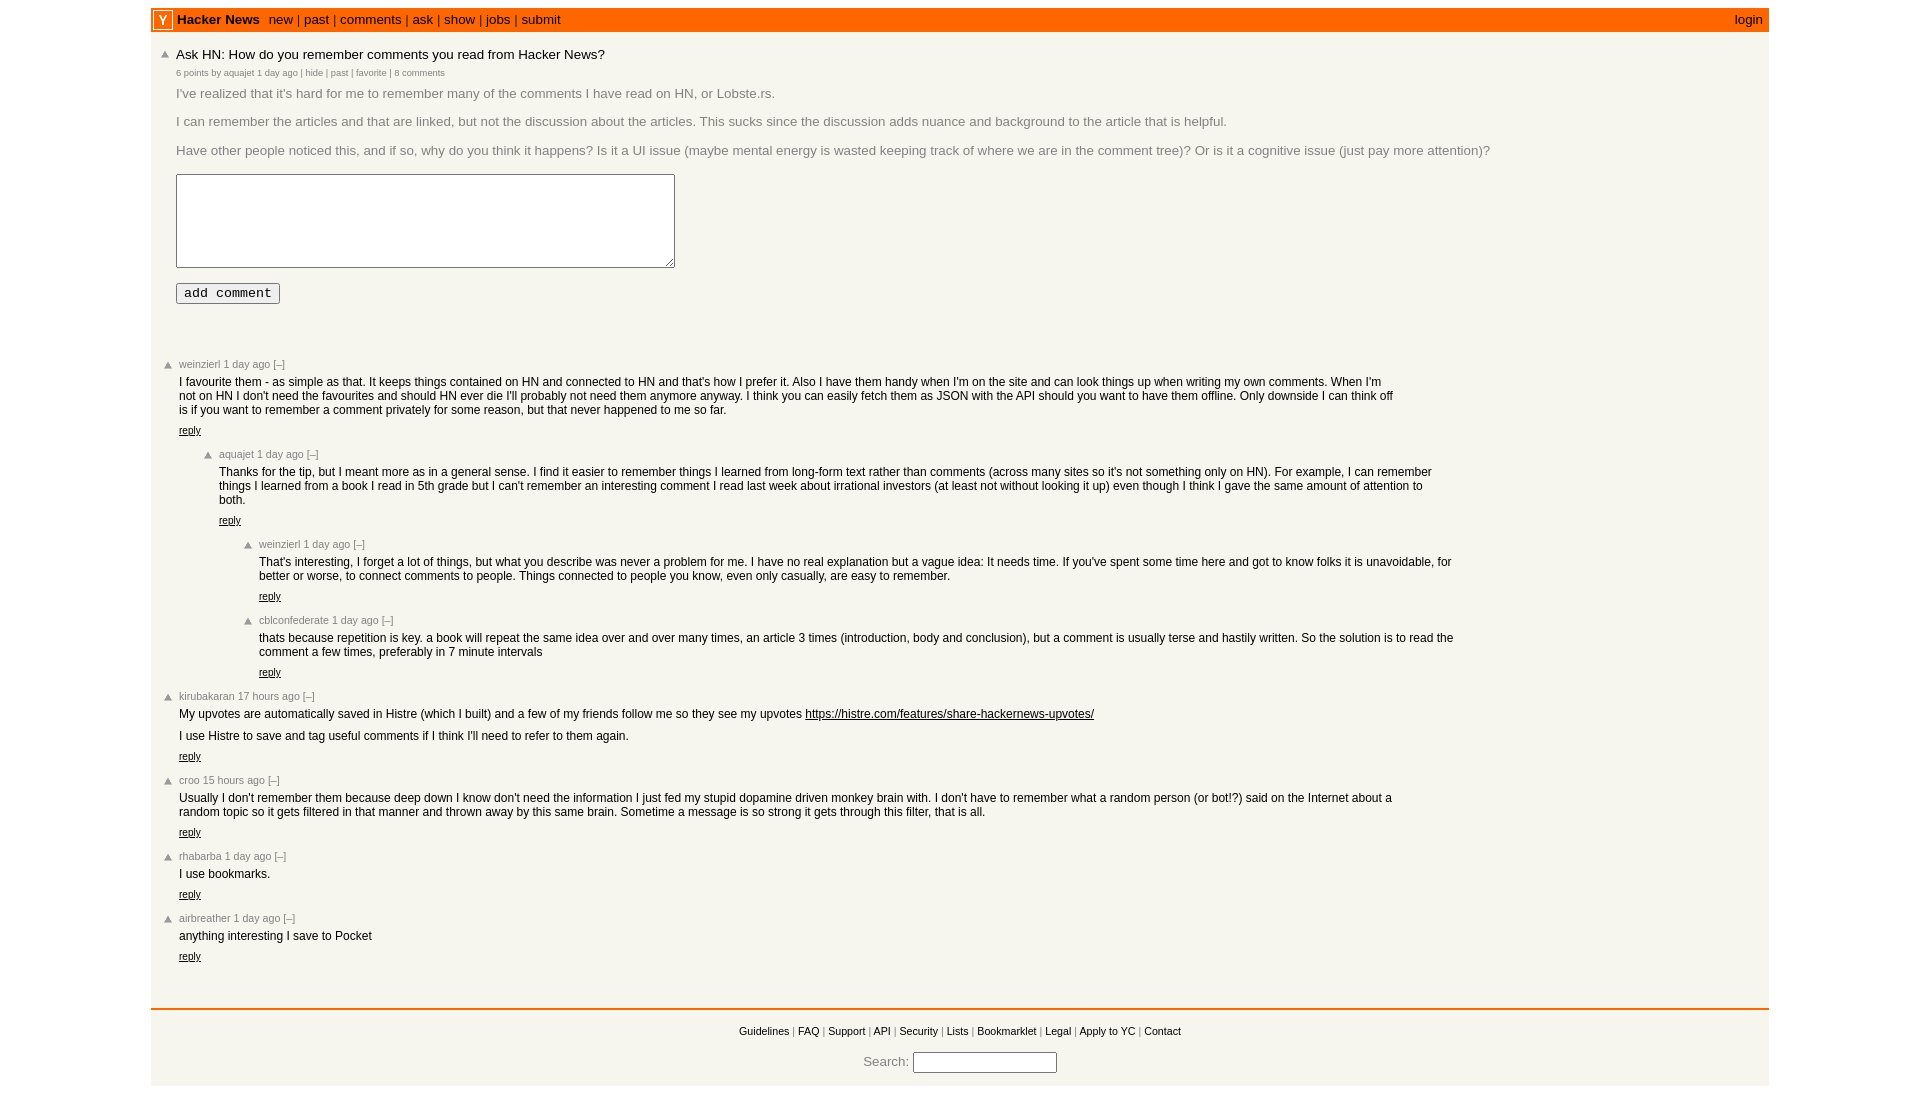 Y Hacker News new | past | comments | ask | show | jobs | submit login
Ask HN: How do you remember comments you read from Hacker News?
6 points by aquajet 1 day ago | hide | past | favorite | 8 comments
I've realized that it's hard for me to remember many of the comments I have read on HN, or Lobste.rs.
I can remember the articles and that are linked, but not the discussion about the articles. This sucks since the discussion adds nuance and background to the article that is helpful.
Have other people noticed this, and if so, why do you think it happens? Is it a UI issue (maybe mental energy is wasted keeping track of where we are in the comment tree)? Or is it a cognitive issue (just pay more attention)?
add comment
weinzierl 1 day ago [–]
I favourite them - as simple as that. It keeps things contained on HN and connected to HN and that's how I prefer it. Also I have them handy when I'm on the site and can look things up when writing my own comments. When I'm
not on HN I don't need the favourites and should HN ever die I'll probably not need them anymore anyway. I think you can easily fetch them as JSON with the API should you want to have them offline. Only downside I can think off
is if you want to remember a comment privately for some reason, but that never happened to me so far.
reply
aquajet 1 day ago [–]
Thanks for the tip, but I meant more as in a general sense. I find it easier to remember things I learned from long-form text rather than comments (across many sites so it's not something only on HN). For example, I can remember
things I learned from a book I read in 5th grade but I can't remember an interesting comment I read last week about irrational investors (at least not without looking it up) even though I think I gave the same amount of attention to
both.
reply
weinzierl 1 day ago [–]
That's interesting, I forget a lot of things, but what you describe was never a problem for me. I have no real explanation but a vague idea: It needs time. If you've spent some time here and got to know folks it is unavoidable, for
better or worse, to connect comments to people. Things connected to people you know, even only casually, are easy to remember.
reply
cblconfederate 1 day ago [–]
thats because repetition is key. a book will repeat the same idea over and over many times, an article 3 times (introduction, body and conclusion), but a comment is usually terse and hastily written. So the solution is to read the
comment a few times, preferably in 7 minute intervals
reply
kirubakaran 17 hours ago [–]
My upvotes are automatically saved in Histre (which I built) and a few of my friends follow me so they see my upvotes https://histre.com/features/share-hackernews-upvotes/
I use Histre to save and tag useful comments if I think I'll need to refer to them again.
reply
croo 15 hours ago [–]
Usually I don't remember them because deep down I know don't need the information I just fed my stupid dopamine driven monkey brain with. I don't have to remember what a random person (or bot!?) said on the Internet about a
random topic so it gets filtered in that manner and thrown away by this same brain. Sometime a message is so strong it gets through this filter, that is all.
reply
rhabarba 1 day ago [–]
I use bookmarks.
reply
airbreather 1 day ago [–]
anything interesting I save to Pocket
reply
Guidelines | FAQ | Support | API | Security | Lists | Bookmarklet | Legal | Apply to YC | Contact
Search: